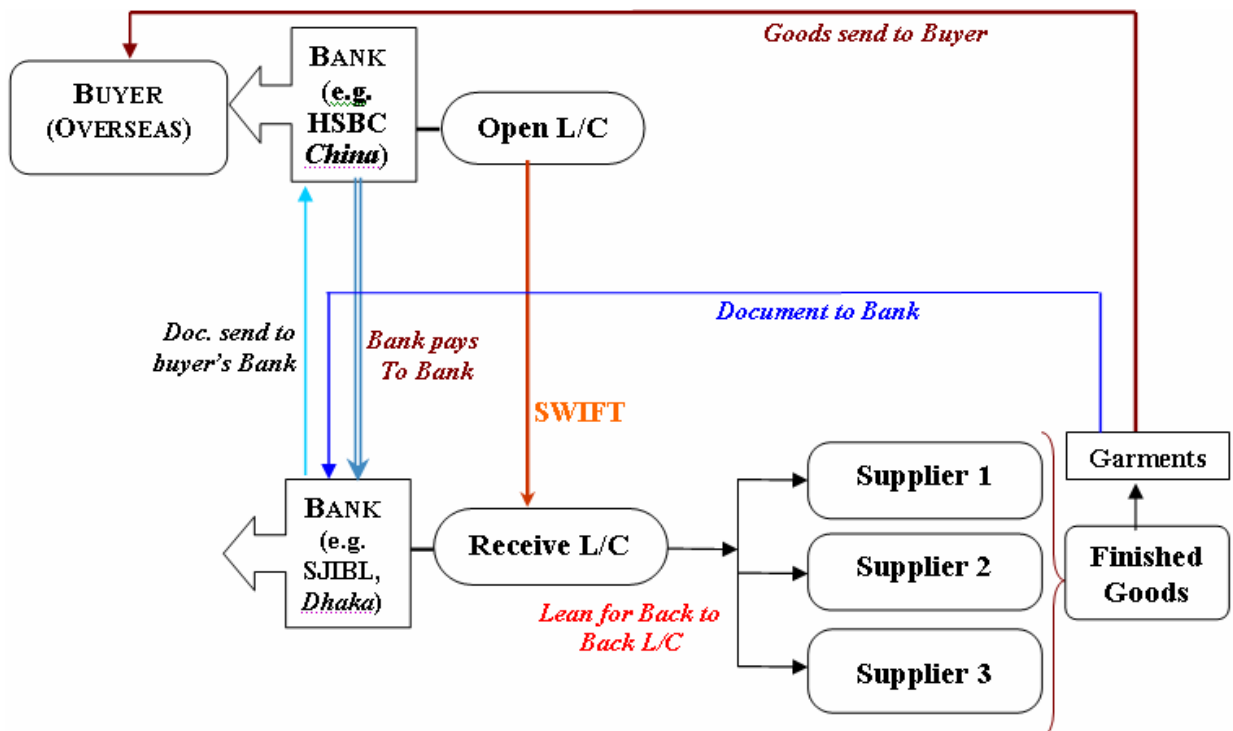 Goods send to Buyer
BUYER
(OVERSEAS)
BANK
(e.g.
HSBC
China)
Open L/C
Document to Bank
Doc. send to
buyer's Bank
Bank pays
To Bank
SWIFT
BANK
(e.g.
SJIBL,
Dhaka)
Receive L/C
Lean for Back to
Back L/C
Supplier 1
Supplier 2
Supplier 3
Garments
Finished
Goods